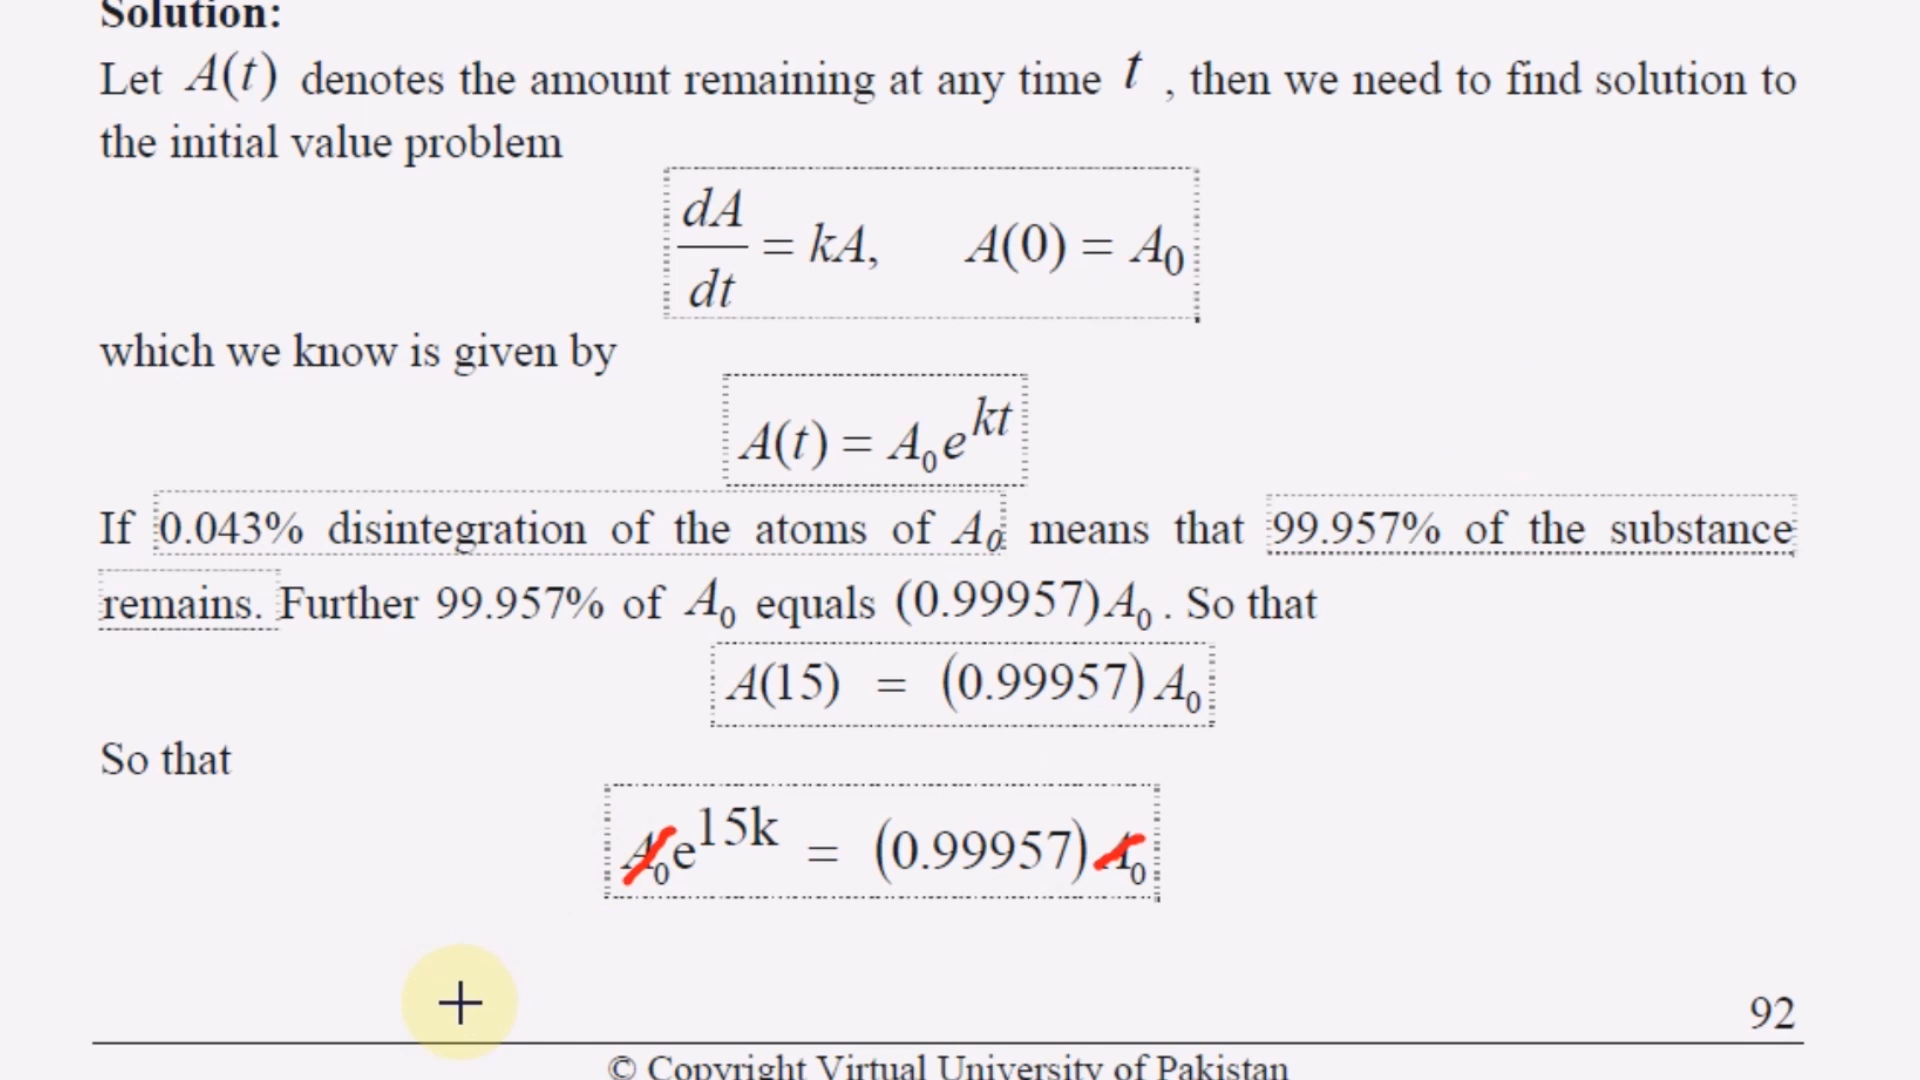 Solution:
Let A(t) denotes the amount remaining at any time t , then we need to find solution to
the initial value problem
dA/dt = kA, A(0) = A₀
which we know is given by
A(t) = A₀e^kt
If 0.043% disintegration of the atoms of A₀ means that 99.957% of the substance
remains. Further 99.957% of A₀ equals (0.99957)A₀ . So that
A(15) = (0.99957) A₀
So that
A₀e^15k = (0.99957) A₀
92
© Copyright Virtual University of Pakistan